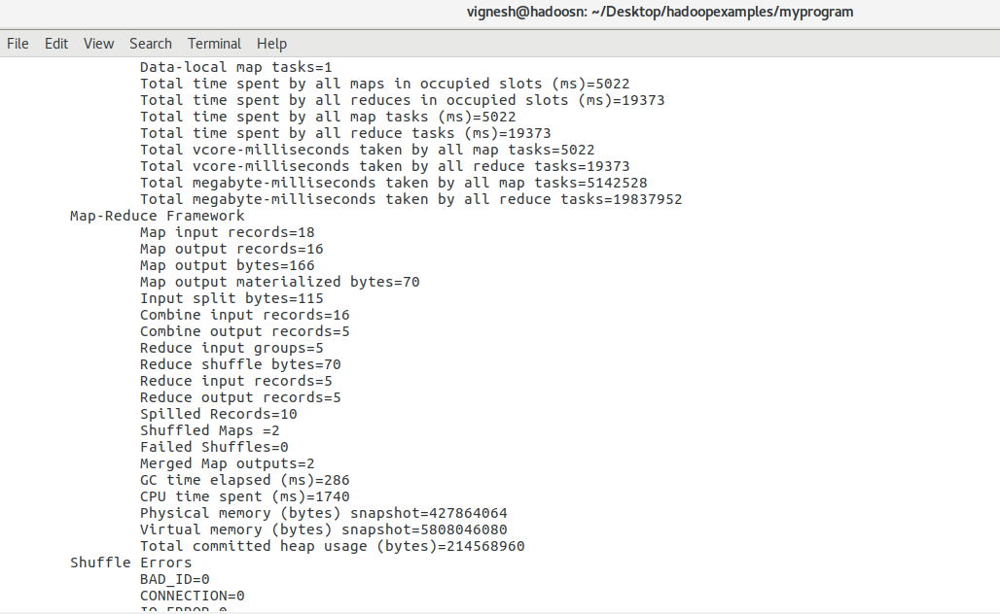 vignesh@hadoosn: ~/Desktop/hadoopexamples/myprogram
File Edit View Search Terminal Help
Data-local map tasks=1
Total time spent by all maps in occupied slots (ms)=5022
Total time spent by all reduces in occupied slots (ms)=19373
Total time spent by all map tasks (ms)=5022
Total time spent by all reduce tasks (ms)=19373
Total vcore-milliseconds taken by all map tasks=5022
Total vcore-milliseconds taken by all reduce tasks=19373
Total megabyte-milliseconds taken by all map tasks=5142528
Total megabyte-milliseconds taken by all reduce tasks=19837952
Map-Reduce Framework
Map input records=18
Map output records=16
Map output bytes=166
Map output materialized bytes=70
Input split bytes=115
Combine input records=16
Combine output records=5
Reduce input groups=5
Reduce shuffle bytes=70
Reduce input records=5
Reduce output records=5
Spilled Records=10
Shuffled Maps =2
Failed Shuffles=0
Merged Map outputs=2
GC time elapsed (ms)=286
CPU time spent (ms)=1740
Physical memory (bytes) snapshot=427864064
Virtual memory (bytes) snapshot=5808046080
Total committed heap usage (bytes)=214568960
Shuffle Errors
BAD_ID=0
CONNECTION=0
IO_ERROR=0